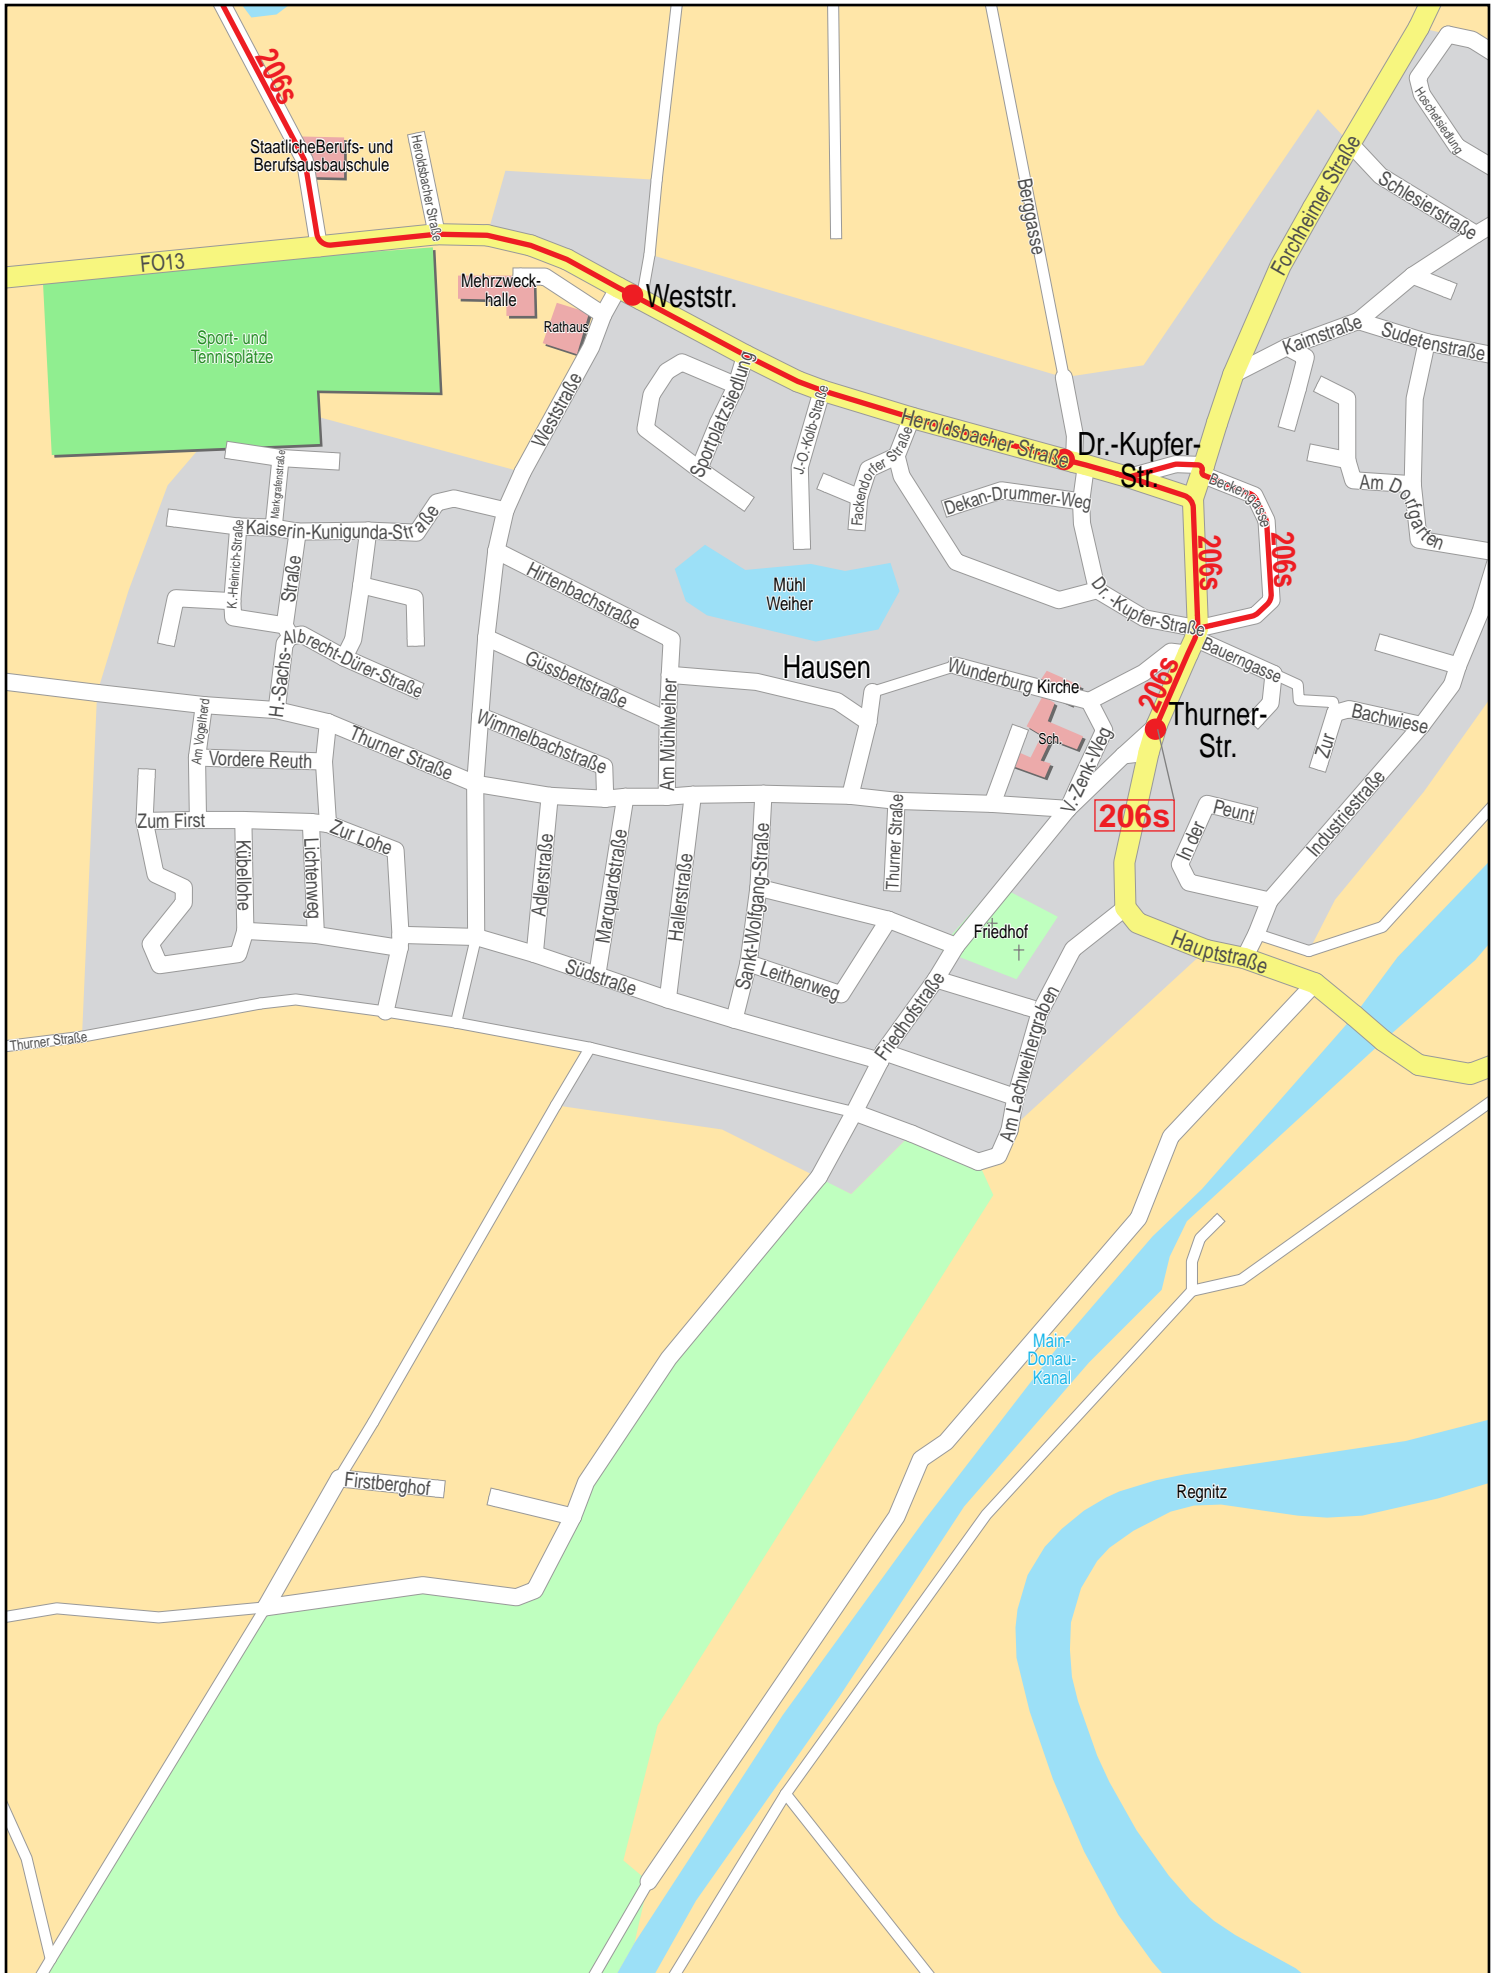 206s
StaatlicheBerufs- und
Berufsausbauschule
Heroldsbacher Straße
FO13
Sport- und
Tennisplätze
Mehrzweck-
halle
Rathaus
Weststr.
Weststraße
Sportplatzsiedlung
J.-O.-Kolb-Straße
Fackendorfer Straße
Heroldsbacher Straße
Berggasse
Dr.-Kupfer-
Str.
Forchheimer Straße
Hoschetsiedlung
Schlesierstraße
Kaimstraße
Sudetenstraße
Am Dorfgarten
Beckengasse
206s
206s
Dekan-Drummer-Weg
Dr.-Kupfer-Straße
Markgrafenstraße
Kaiserin-Kunigunda-Straße
K.-Heinrich-Straße
H.-Sachs-Straße
Albrecht-Dürer-Straße
Hirtenbachstraße
Güssbettstraße
Wimmelbachstraße
Am Mühlweiher
Mühl
Weiher
Hausen
Wunderburg
Kirche
Sch.
V.-Zenk-Weg
206s
Thurner-
Str.
206s
Bauerngasse
Zur
Bachwiese
Industriestraße
In der
Peunt
Am Vogelherd
Vordere Reuth
Thurner Straße
Zum First
Zur Lohe
Kübellohe
Lichtenweg
Adlerstraße
Marquardstraße
Hallerstraße
Sankt-Wolfgang-Straße
Thurner Straße
Leithenweg
Südstraße
Friedhof
Friedhofstraße
Am Lachweihergraben
Hauptstraße
Thurner Straße
Main-
Donau-
Kanal
Firstberghof
Regnitz